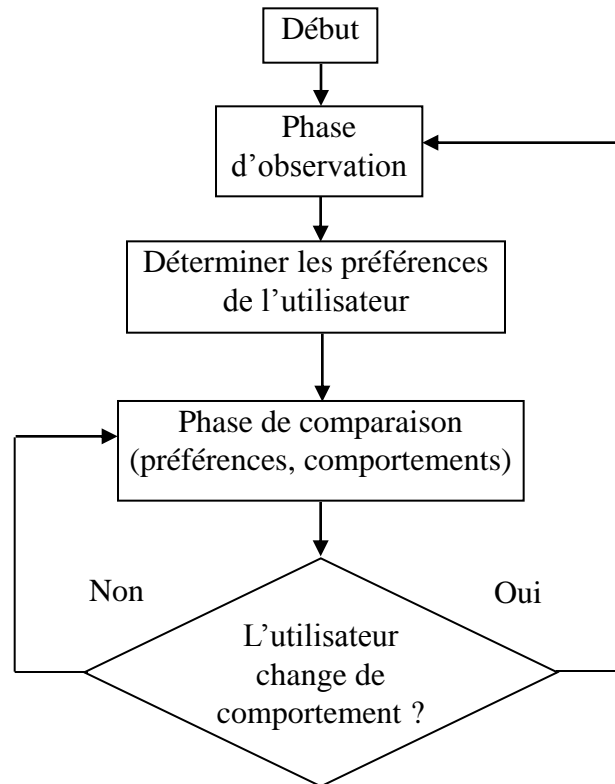 Début
Phase
d’observation
Déterminer les préférences
de l’utilisateur
Phase de comparaison
(préférences, comportements)
Non
Oui
L’utilisateur
change de
comportement ?